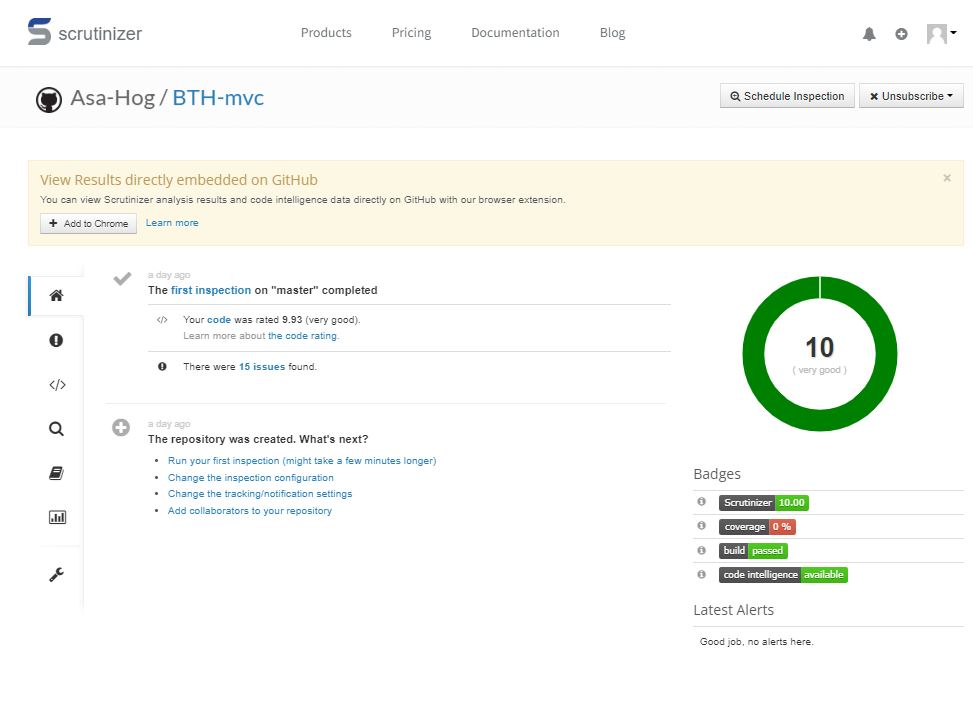 scrutinizer
Products
Pricing
Documentation
Blog
Asa-Hog / BTH-mvc
Schedule Inspection
Unsubscribe
View Results directly embedded on GitHub
You can view Scrutinizer analysis results and code intelligence data directly on GitHub with our browser extension.
Add to Chrome
Learn more
a day ago
The first inspection on "master" completed
Your code was rated 9.93 (very good).
Learn more about the code rating.
There were 15 issues found.
a day ago
The repository was created. What's next?
Run your first inspection (might take a few minutes longer)
Change the inspection configuration
Change the tracking/notification settings
Add collaborators to your repository
10
( very good )
Badges
Scrutinizer 10.00
coverage 0 %
build passed
code intelligence available
Latest Alerts
Good job, no alerts here.